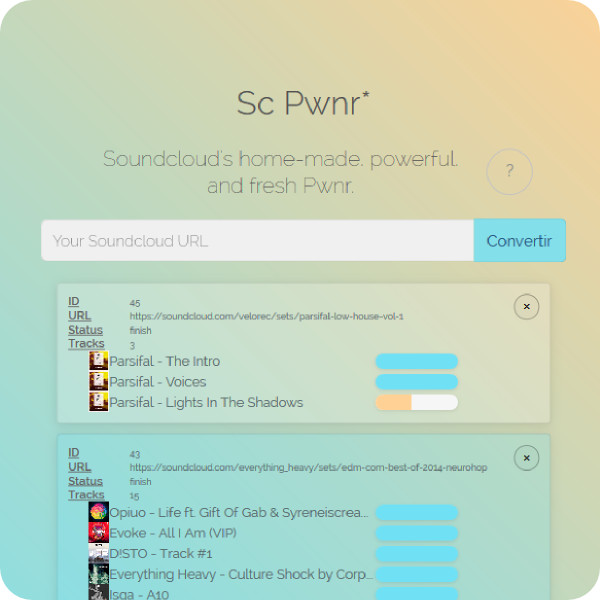 Sc Pwnr*
Soundcloud's home-made. powerful.
and fresh Pwnr.
?
Your Soundcloud URL
Convertir
ID 45
×
URL https://soundcloud.com/velorec/sets/parsifal-low-house-vol-1
Status finish
Tracks 3
Parsifal - The Intro
Parsifal - Voices
Parsifal - Lights In The Shadows
ID 43
×
URL https://soundcloud.com/everything_heavy/sets/edm-com-best-of-2014-neurohop
Status finish
Tracks 15
Opiuo - Life ft. Gift Of Gab & Syreneiscrea...
Evoke - All I Am (VIP)
D!STO - Track #1
Everything Heavy - Culture Shock by Corp...
Isqa - A10